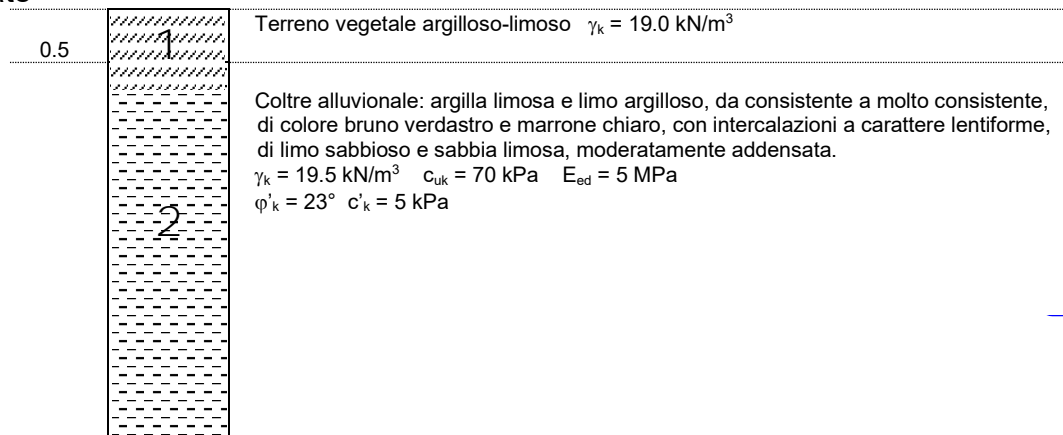 Terreno vegetale argilloso-limoso γk = 19.0 kN/m³
1
0.5
Coltre alluvionale: argilla limosa e limo argilloso, da consistente a molto consistente,
di colore bruno verdastro e marrone chiaro, con intercalazioni a carattere lentiforme,
di limo sabbioso e sabbia limosa, moderatamente addensata.
γk = 19.5 kN/m³ cuk = 70 kPa Eed = 5 MPa
φ'k = 23° c'k = 5 kPa
2